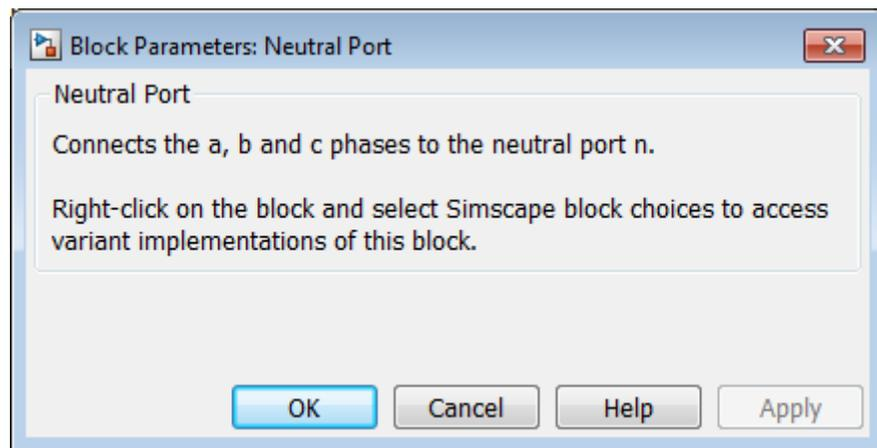 Block Parameters: Neutral Port
Neutral Port
Connects the a, b and c phases to the neutral port n.
Right-click on the block and select Simscape block choices to access
variant implementations of this block.
OK Cancel Help Apply